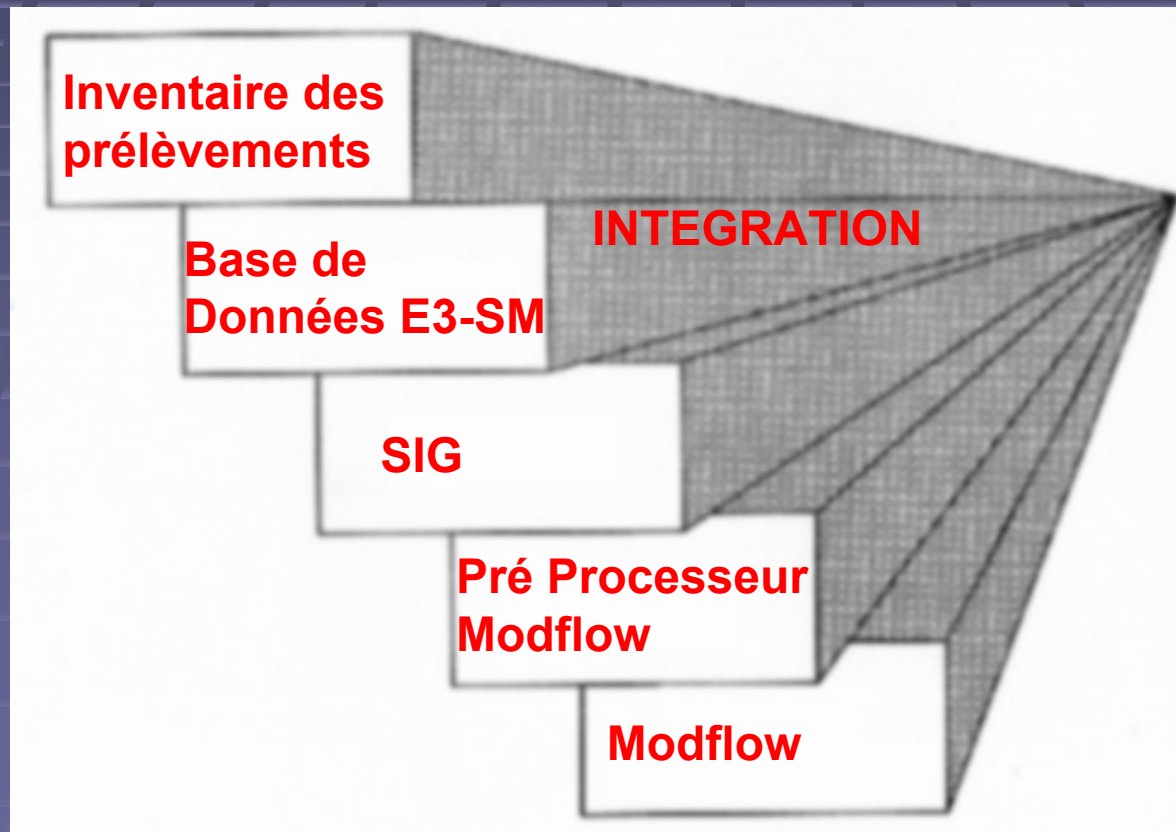 Inventaire des
prélèvements
INTEGRATION
Base de
Données E3-SM
SIG
Pré Processeur
Modflow
Modflow